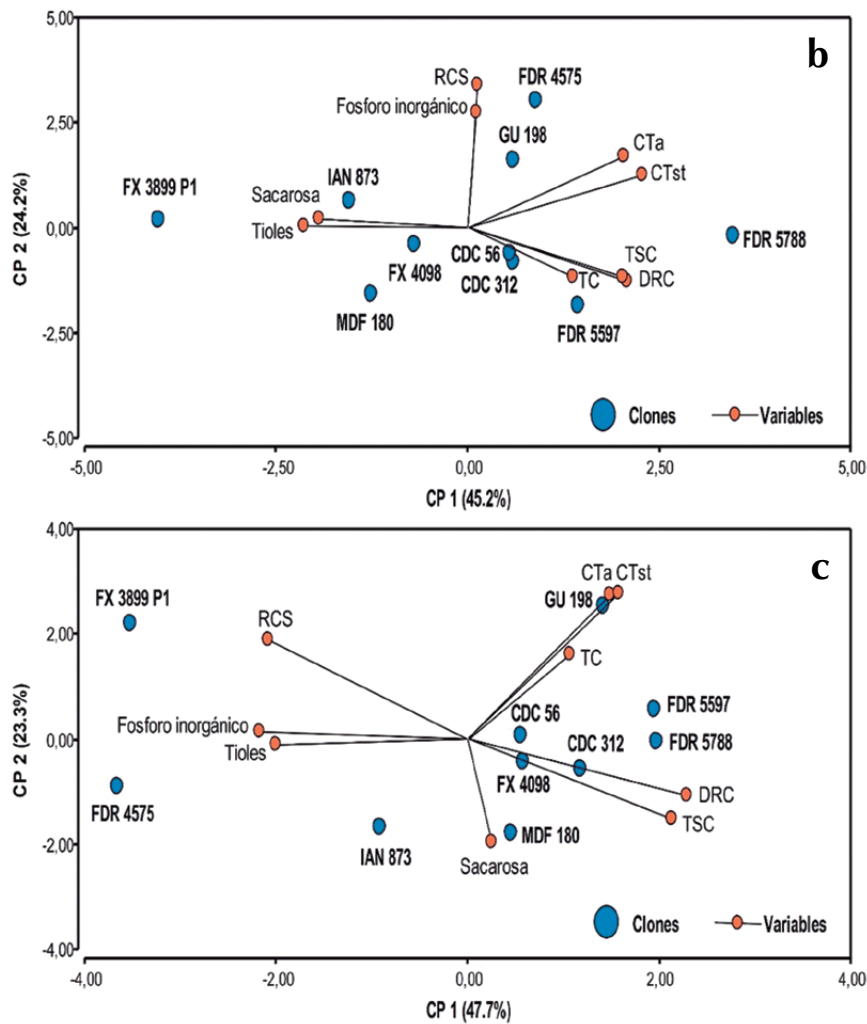 5,00
b
RCS
FDR 4575
Fosforo inorgánico
2,50
GU 198
CTa
CTst
IAN 873
FX 3899 P1
Sacarosa
CP 2 (24.2%)
0,00
Tioles
FDR 5788
CDC 56
TSC
FX 4098
TC
DRC
CDC 312
MDF 180
FDR 5597
-2,50
Clones
Variables
-5,00
-5,00
-2,50
0,00
2,50
5,00
CP 1 (45.2%)
4,00
c
CTa CTst
FX 3899 P1
GU 198
RCS
2,00
TC
FDR 5597
CDC 56
Fosforo inorgánico
CP 2 (23.3%)
0,00
CDC 312
FDR 5788
Tioles
FX 4098
DRC
FDR 4575
TSC
-2,00
MDF 180
IAN 873
Sacarosa
Clones
Variables
-4,00
-4,00
-2,00
0,00
2,00
4,00
CP 1 (47.7%)